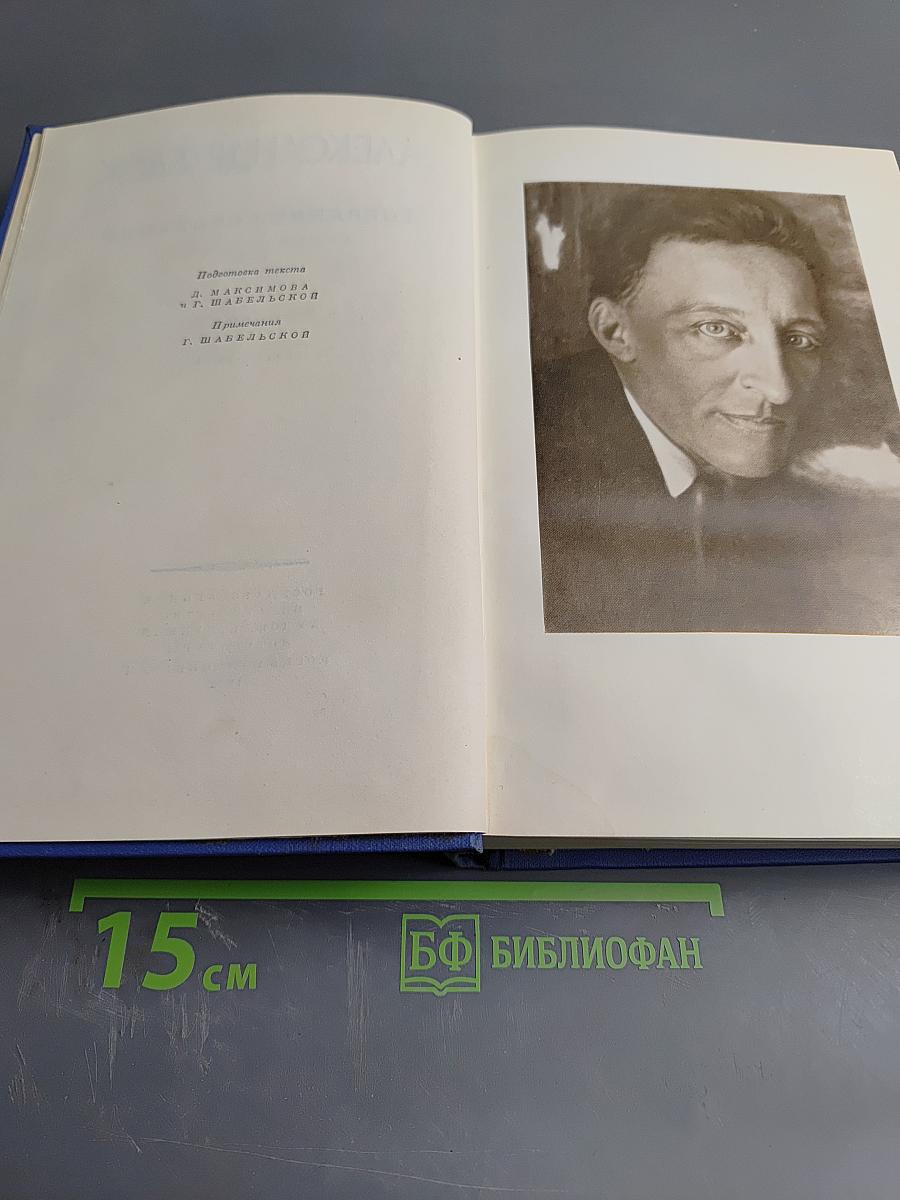 Подготовка текста
Д. МАКСИМОВА
и Г. ШАБЕЛЬСКОЙ
Примечания
Г. ШАБЕЛЬСКОЙ
15 см
БФ БИБЛИОФАН